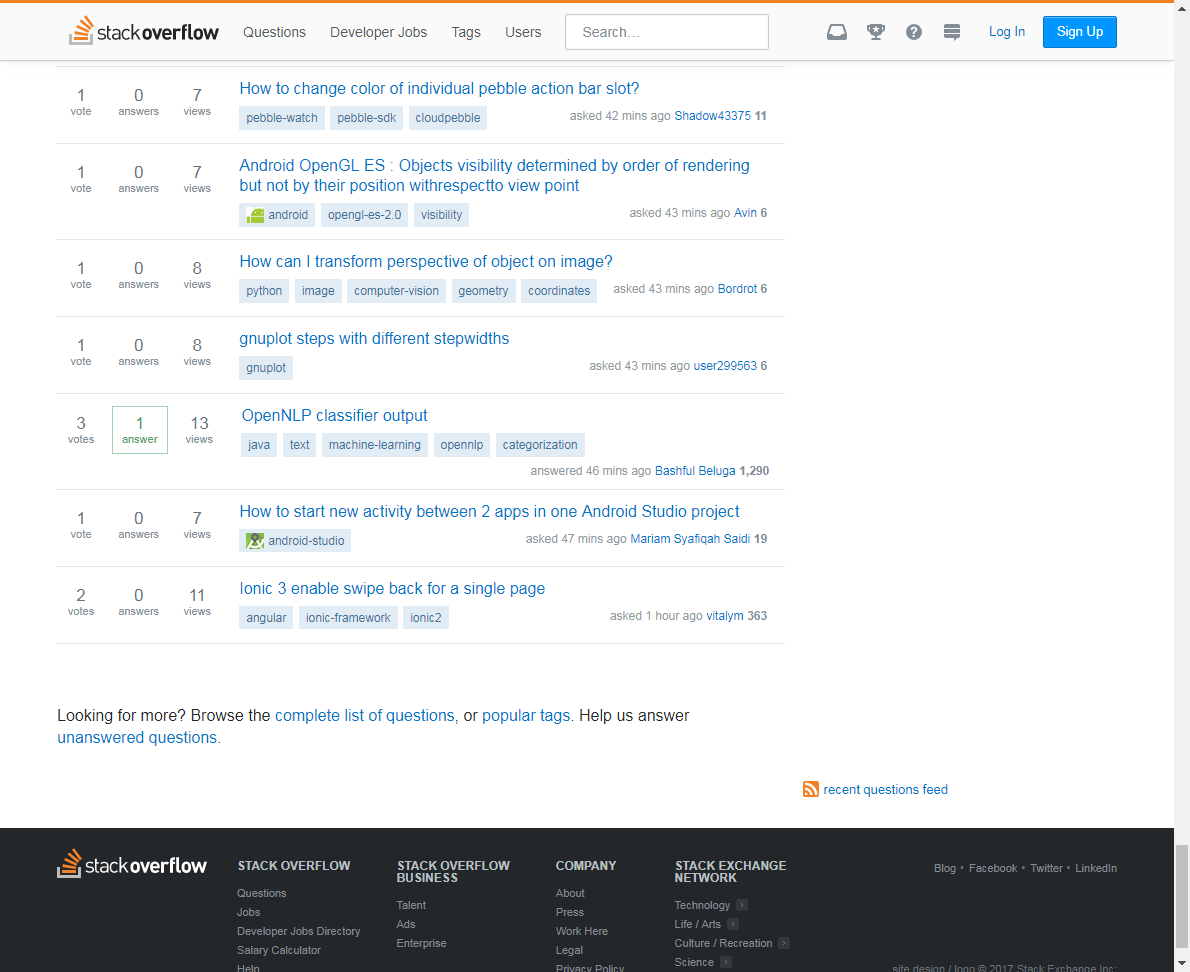 stack overflow Questions Developer Jobs Tags Users Search… Log In Sign Up
How to change color of individual pebble action bar slot?
1 0 7
vote answers views
pebble-watch pebble-sdk cloudpebble asked 42 mins ago Shadow43375 11
Android OpenGL ES : Objects visibility determined by order of rendering
but not by their position withrespectto view point
1 0 7
vote answers views
android opengl-es-2.0 visibility asked 43 mins ago Avin 6
How can I transform perspective of object on image?
1 0 8
vote answers views
python image computer-vision geometry coordinates asked 43 mins ago Bordrot 6
gnuplot steps with different stepwidths
1 0 8
vote answers views
gnuplot asked 43 mins ago user299563 6
OpenNLP classifier output
3 1 13
votes answer views
java text machine-learning opennlp categorization
answered 46 mins ago Bashful Beluga 1,290
How to start new activity between 2 apps in one Android Studio project
1 0 7
vote answers views
android-studio asked 47 mins ago Mariam Syafiqah Saidi 19
Ionic 3 enable swipe back for a single page
2 0 11
votes answers views
angular ionic-framework ionic2 asked 1 hour ago vitalym 363
Looking for more? Browse the complete list of questions, or popular tags. Help us answer
unanswered questions.
recent questions feed
stack overflow
STACK OVERFLOW
Questions
Jobs
Developer Jobs Directory
Salary Calculator
Help
STACK OVERFLOW
BUSINESS
Talent
Ads
Enterprise
COMPANY
About
Press
Work Here
Legal
Privacy Policy
STACK EXCHANGE
NETWORK
Technology
Life / Arts
Culture / Recreation
Science
Blog • Facebook • Twitter • LinkedIn
site design / logo © 2017 Stack Exchange Inc;